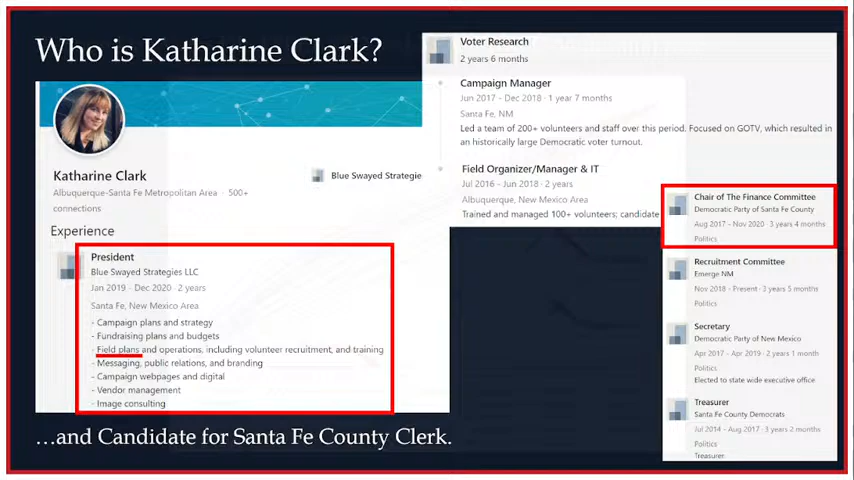 Who is Katharine Clark?
Katharine Clark
Albuquerque-Santa Fe Metropolitan Area · 500+
connections
Blue Swayed Strategie
Experience
President
Blue Swayed Strategies LLC
Jan 2019 - Dec 2020 · 2 years
Santa Fe, New Mexico Area
- Campaign plans and strategy
- Fundraising plans and budgets
- Field plans and operations, including volunteer recruitment, and training
- Messaging, public relations, and branding
- Campaign webpages and digital
- Vendor management
- Image consulting
Voter Research
2 years 6 months
Campaign Manager
Jun 2017 - Dec 2018 · 1 year 7 months
Santa Fe, NM
Led a team of 200+ volunteers and staff over this period. Focused on GOTV, which resulted in
an historically large Democratic voter turnout.
Field Organizer/Manager & IT
Jul 2016 - Jun 2018 · 2 years
Albuquerque, New Mexico Area
Trained and managed 100+ volunteers; candidate
Chair of The Finance Committee
Democratic Party of Santa Fe County
Aug 2017 - Nov 2020 · 3 years 4 months
Politics
Recruitment Committee
Emerge NM
Nov 2018 - Present · 3 years 5 months
Politics
Secretary
Democratic Party of New Mexico
Apr 2017 - Apr 2019 · 2 years 1 month
Politics
Elected to state wide executive office
Treasurer
Santa Fe County Democrats
Jul 2014 - Aug 2017 · 3 years 2 months
Politics
Treasurer
…and Candidate for Santa Fe County Clerk.